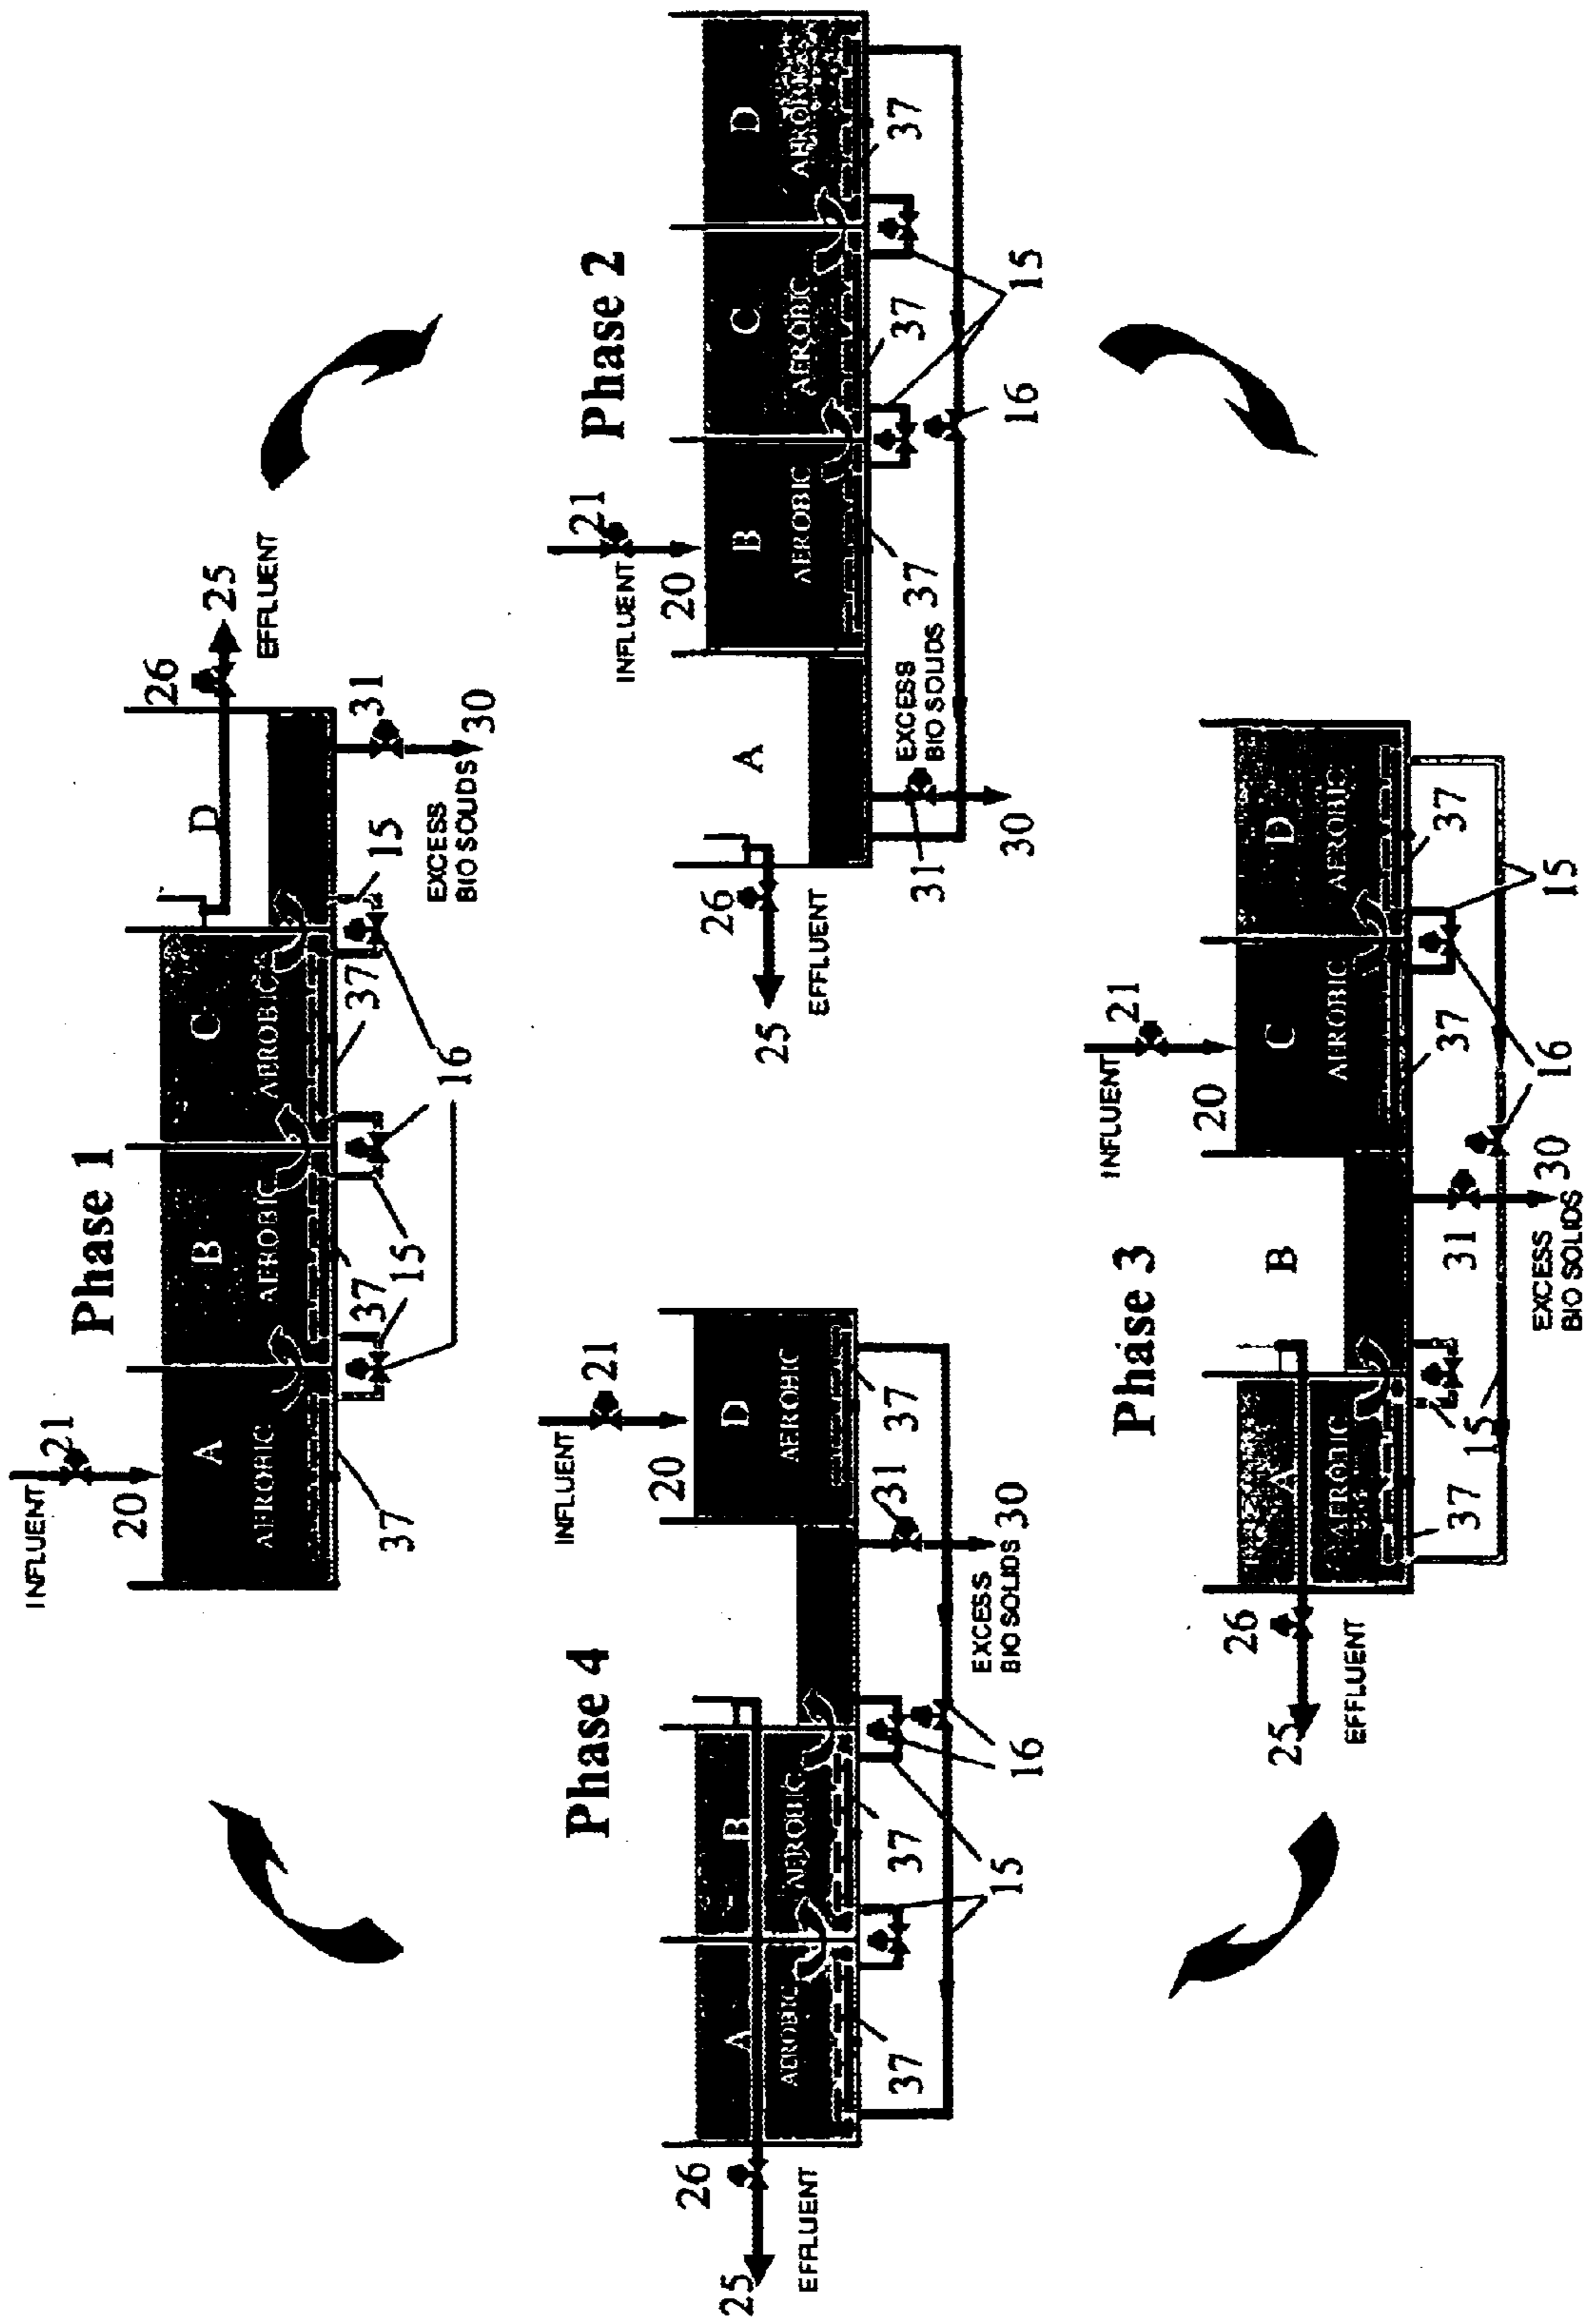 Phase 1
INFLUENT
21
20
A
B
C
D
26
25
EFFLUENT
AEROBIC
AEROBIC
AEROBIC
37
37
37
15
15
16
31
EXCESS
BIO SOLIDS
30
Phase 2
INFLUENT
21
20
A
B
C
D
26
25
EFFLUENT
AEROBIC
AEROBIC
AEROBIC
37
37
37
31
EXCESS
BIO SOLIDS
30
16
15
Phase 4
INFLUENT
21
20
A
B
D
26
25
EFFLUENT
AEROBIC
AEROBIC
AEROBIC
37
37
37
31
15
16
EXCESS
BIO SOLIDS
30
Phase 3
INFLUENT
21
20
A
B
C
D
26
25
EFFLUENT
AEROBIC
AEROBIC
AEROBIC
37
37
37
15
31
30
EXCESS
BIO SOLIDS
16
15